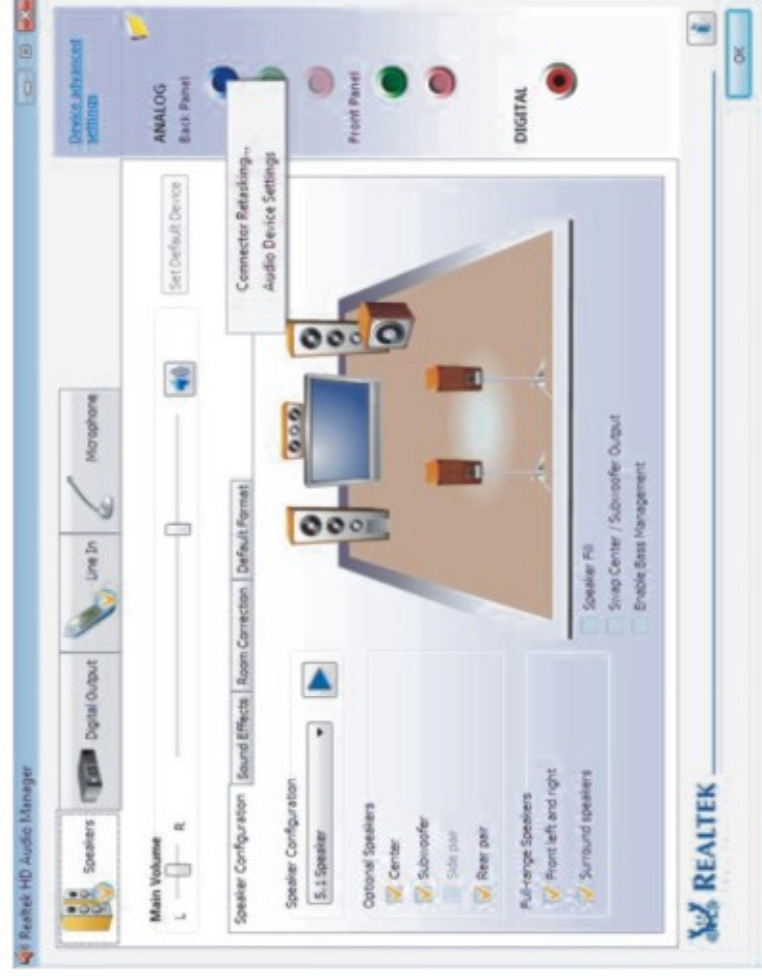 Realtek HD Audio Manager
Speakers
Digital Output
Line In
Microphone
Device advanced
settings
Main Volume
L
R
Set Default Device
ANALOG
Back Panel
Connector Retasking...
Audio Device Settings
Speaker Configuration
Sound Effects
Room Correction
Default Format
Speaker Configuration
5.1 Speaker
Optional Speakers
Center
Subwoofer
Side pair
Rear pair
Full-range Speakers
Front left and right
Surround speakers
Speaker Fill
Swap Center / Subwoofer Output
Enable Bass Management
Front Panel
DIGITAL
REALTEK
OK